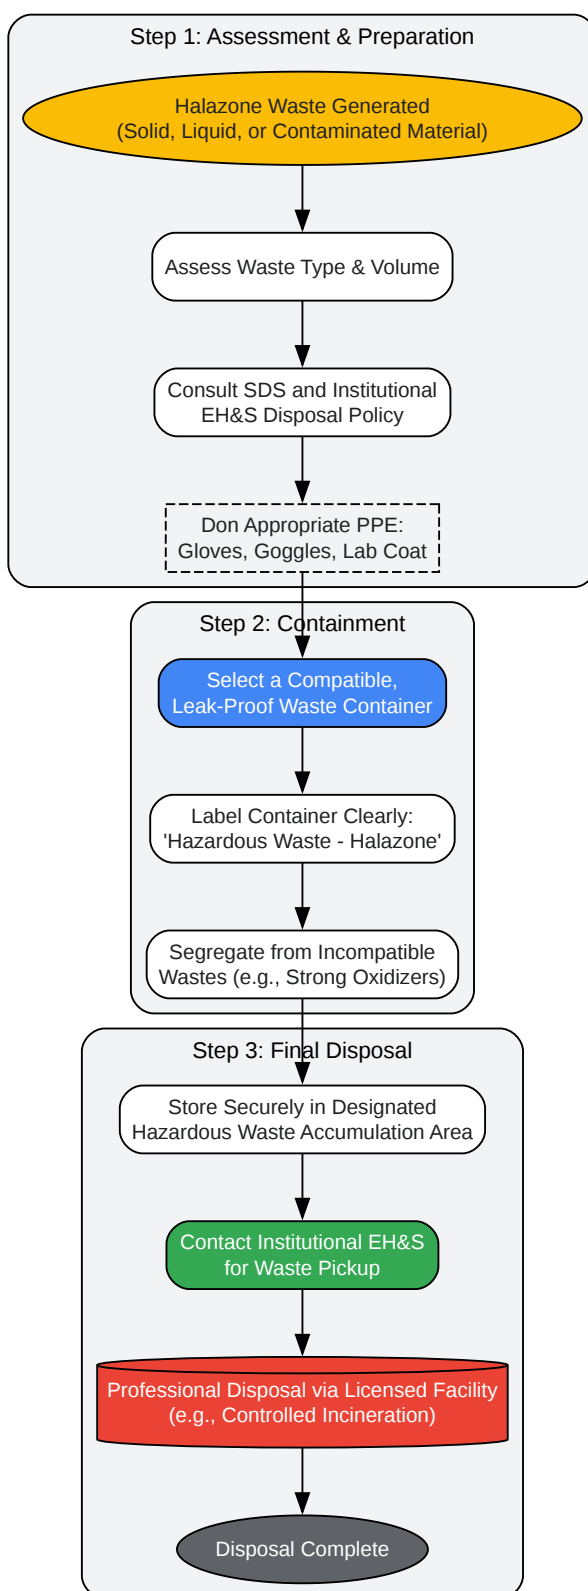 Step 1: Assessment & Preparation
Halazone Waste Generated
(Solid, Liquid, or Contaminated Material)
Assess Waste Type & Volume
Consult SDS and Institutional
EH&S Disposal Policy
Don Appropriate PPE:
Gloves, Goggles, Lab Coat
Step 2: Containment
Select a Compatible,
Leak-Proof Waste Container
Label Container Clearly:
'Hazardous Waste - Halazone'
Segregate from Incompatible
Wastes (e.g., Strong Oxidizers)
Step 3: Final Disposal
Store Securely in Designated
Hazardous Waste Accumulation Area
Contact Institutional EH&S
for Waste Pickup
Professional Disposal via Licensed Facility
(e.g., Controlled Incineration)
Disposal Complete